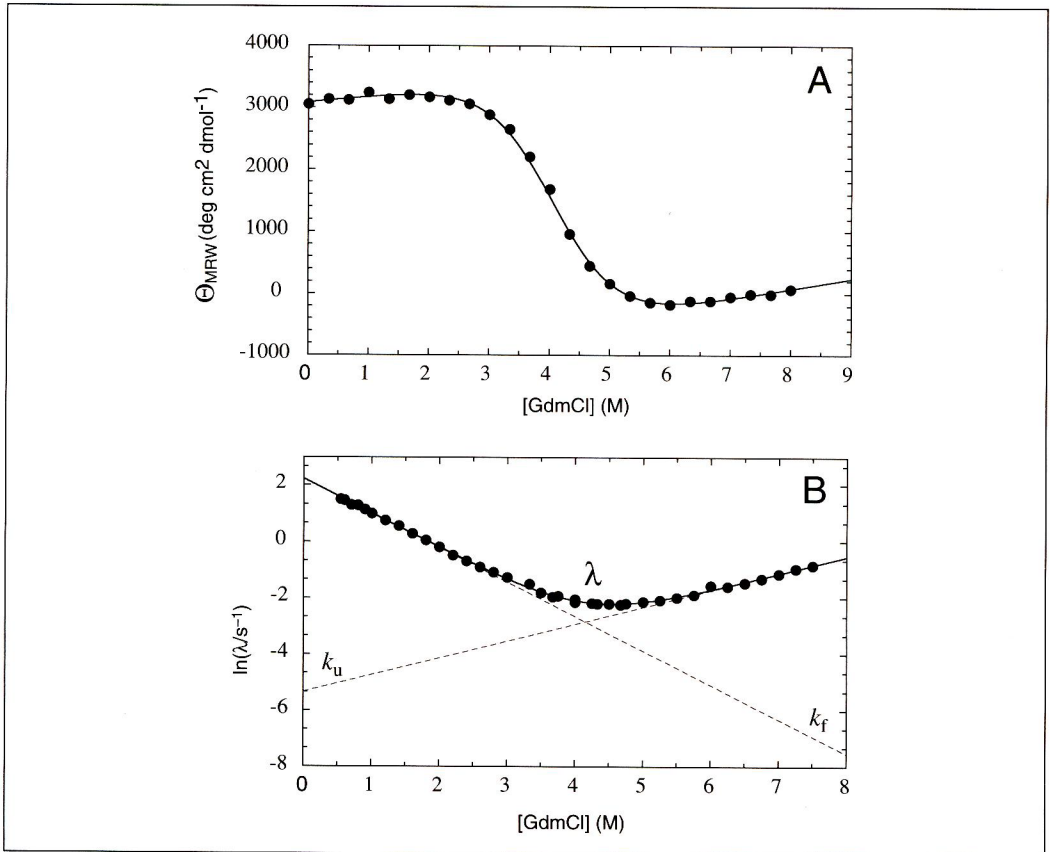 A
4000
3000
2000
1000
0
-1000
ΘMRW (deg cm2 dmol-1)
0 1 2 3 4 5 6 7 8 9
[GdmCl] (M)
B
2
0
-2
-4
-6
-8
ln(λ/s−1)
λ
ku
kf
0 1 2 3 4 5 6 7 8
[GdmCl] (M)